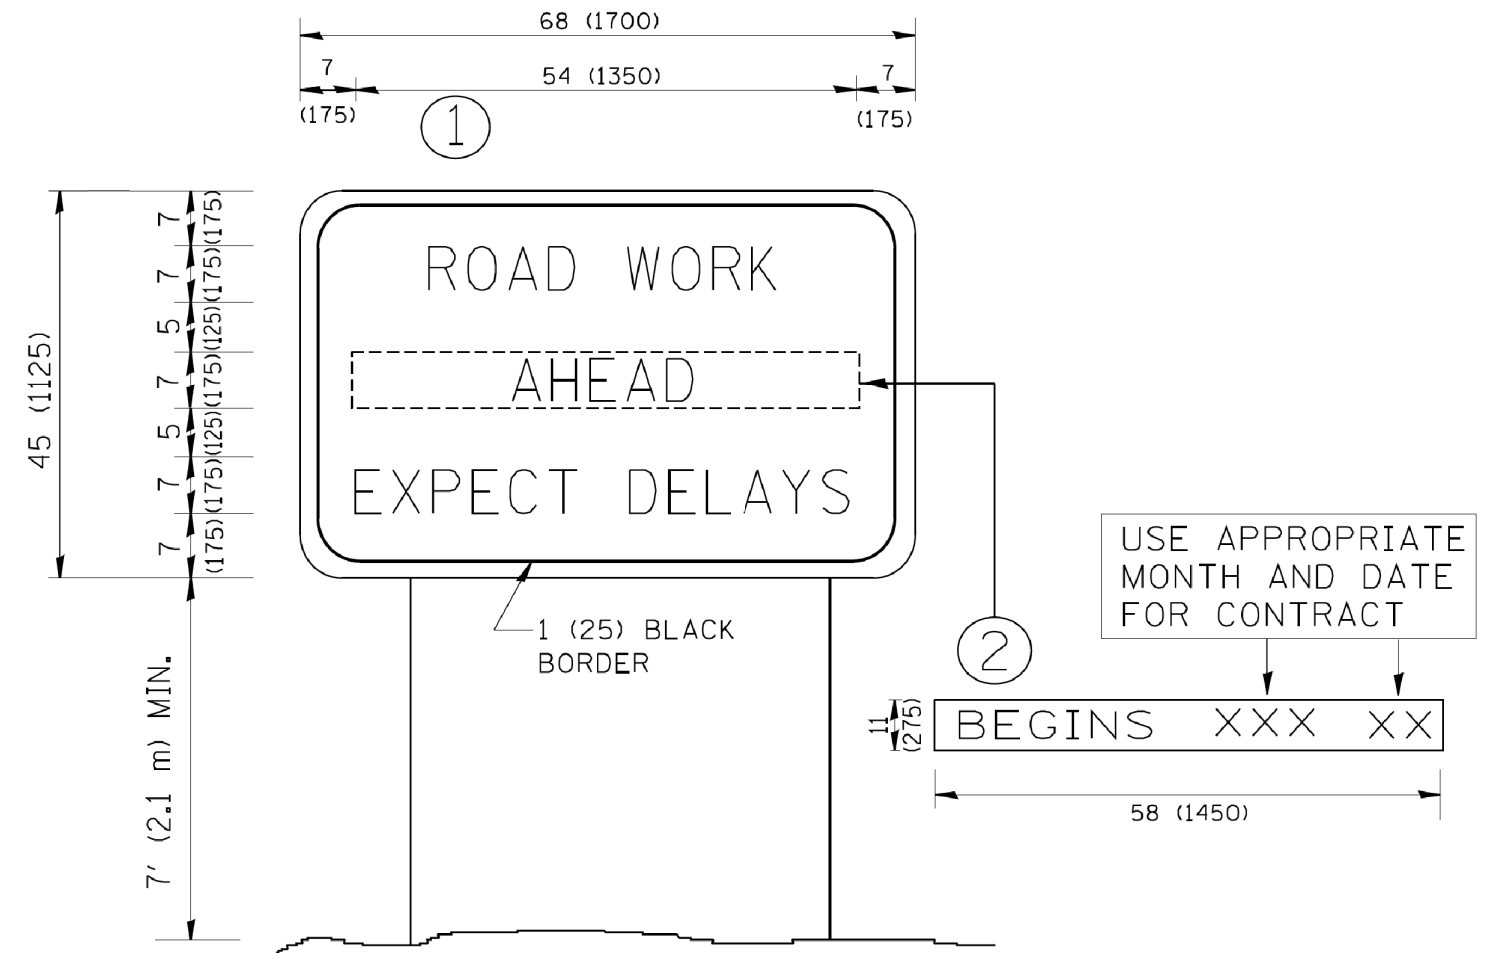 68 (1700)
7
54 (1350)
7
(175)
(175)
1
7
(175)
7
(175)
5
(125)
7
(175)
5
(125)
7
(175)
7
(175)
45 (1125)
ROAD WORK
AHEAD
EXPECT DELAYS
1 (25) BLACK
BORDER
7' (2.1 m) MIN.
USE APPROPRIATE
MONTH AND DATE
FOR CONTRACT
2
11
(275)
BEGINS XXX XX
58 (1450)